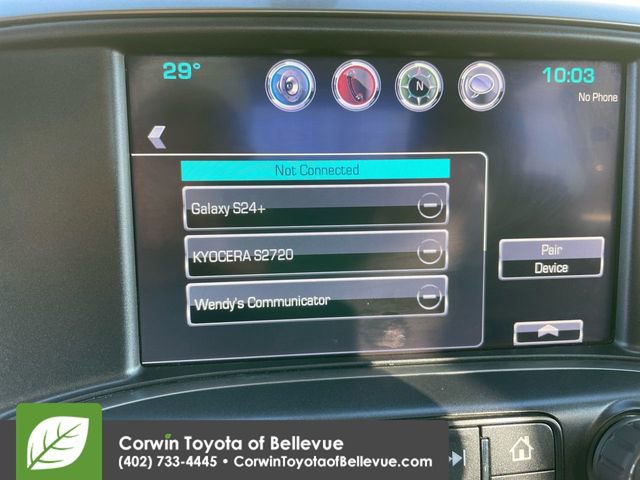 29°
N
10:03
No Phone
Not Connected
Galaxy S24+
KYOCERA S2720
Wendy's Communicator
Pair
Device
Corwin Toyota of Bellevue
(402) 733-4445 • CorwinToyotaofBellevue.com